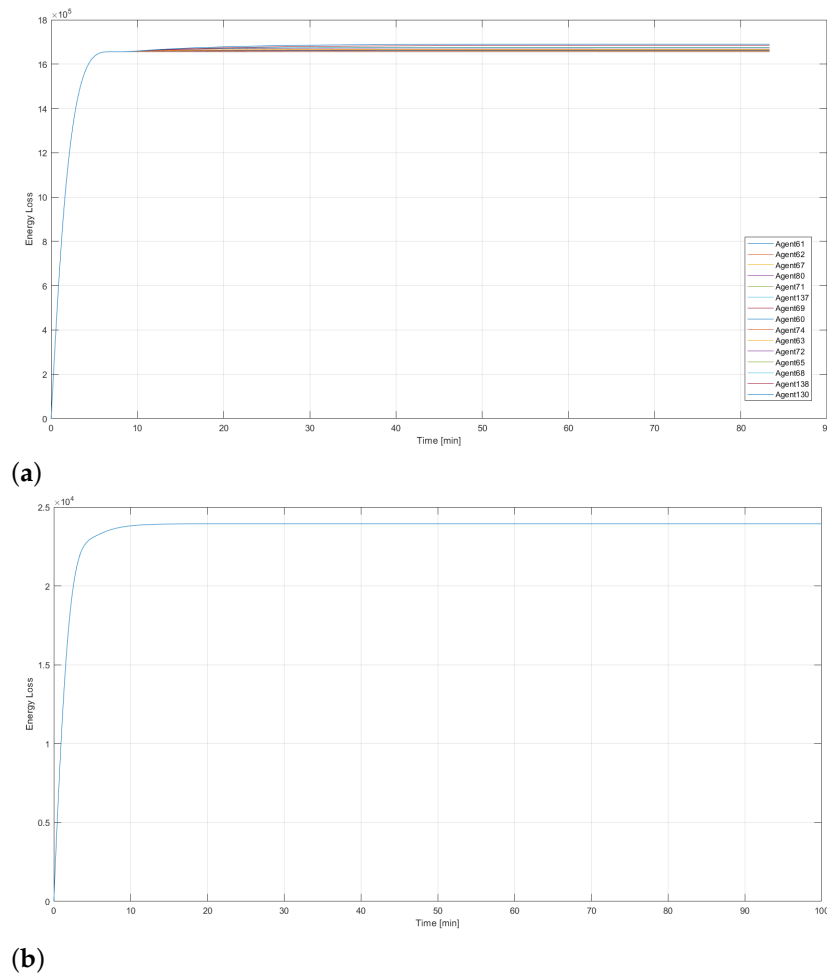 ×10⁵
18
16
14
12
10
8
6
4
2
0
Energy Loss
Agent61
Agent62
Agent67
Agent80
Agent71
Agent137
Agent69
Agent60
Agent74
Agent63
Agent72
Agent65
Agent68
Agent138
Agent130
0 10 20 30 40 50 60 70 80 90
Time [min]
(a)
×10⁴
2.5
2
1.5
1
0.5
0
Energy Loss
0 10 20 30 40 50 60 70 80 90 100
Time [min]
(b)